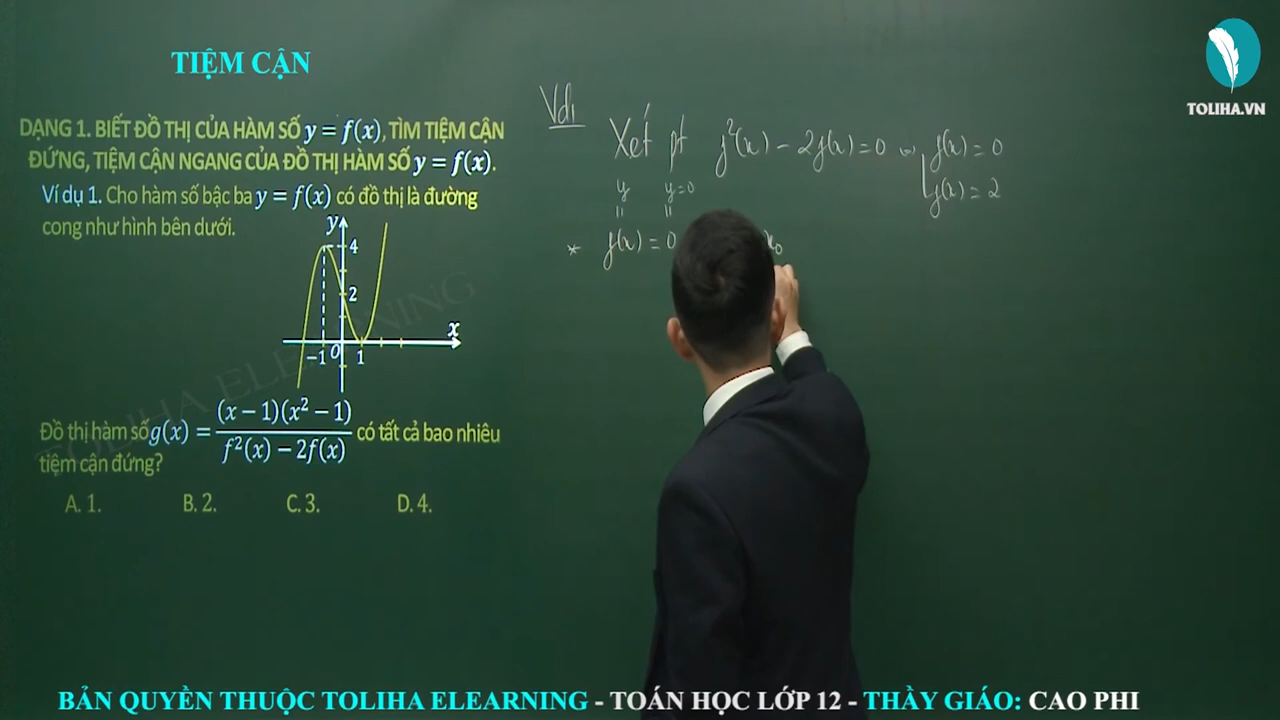 TIỆM CẬN
TOLIHA.VN
DẠNG 1. BIẾT ĐỒ THỊ CỦA HÀM SỐ y = f(x), TÌM TIỆM CẬN
ĐỨNG, TIỆM CẬN NGANG CỦA ĐỒ THỊ HÀM SỐ y = f(x).
Ví dụ 1. Cho hàm số bậc ba y = f(x) có đồ thị là đường
cong như hình bên dưới.
y
4
2
x
−1 O 1
TOLIHA ELEARNING
Đồ thị hàm số g(x) = (x − 1)(x² − 1) / f²(x) − 2f(x) có tất cả bao nhiêu
tiệm cận đứng?
A. 1. B. 2. C. 3. D. 4.
Vd1
Xét pt f²(x) − 2f(x) = 0 ⇔ f(x) = 0
f(x) = 2
y y=0
" "
* f(x) = 0 x₀
BẢN QUYỀN THUỘC TOLIHA ELEARNING - TOÁN HỌC LỚP 12 - THẦY GIÁO: CAO PHI